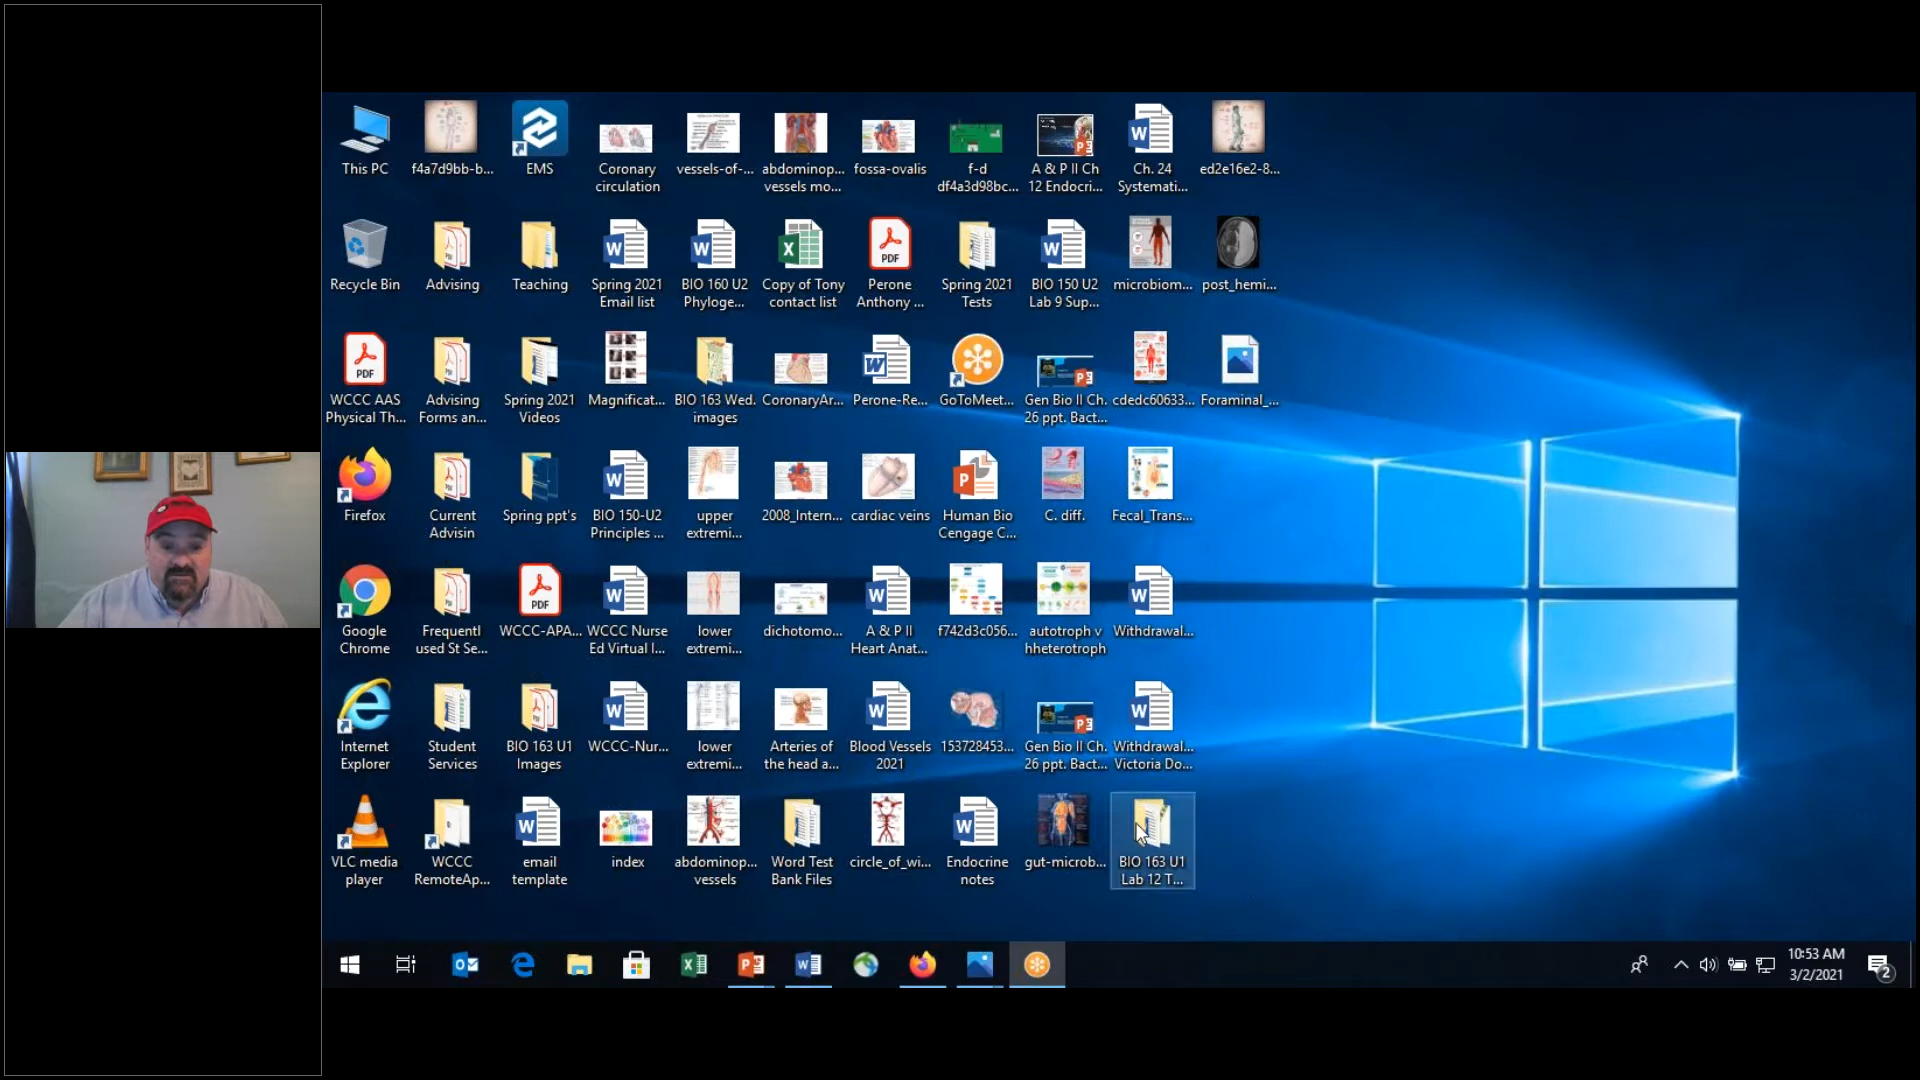 This PC
f4a7d9bb-b...
EMS
Coronary
circulation
vessels-of-...
abdominop...
vessels mo...
fossa-ovalis
f-d
df4a3d98bc...
A & P II Ch
12 Endocri...
Ch. 24
Systemati...
ed2e16e2-8...
Recycle Bin
Advising
Teaching
Spring 2021
Email list
BIO 160 U2
Phyloge...
Copy of Tony
contact list
PDF
Perone
Anthony ...
Spring 2021
Tests
BIO 150 U2
Lab 9 Sup...
microbiom...
post_hemi...
PDF
WCCC AAS
Physical Th...
Advising
Forms an...
Spring 2021
Videos
Magnificat...
BIO 163 Wed.
images
CoronaryAr...
Perone-Re...
GoToMeet...
Gen Bio II Ch.
26 ppt. Bact...
cdedc60633...
Foraminal_...
Firefox
Current
Advisin
Spring ppt's
BIO 150-U2
Principles ...
upper
extremi...
2008_Intern...
cardiac veins
Human Bio
Cengage C...
C. diff.
Fecal_Trans...
Google
Chrome
Frequentl
used St Se...
PDF
WCCC-APA...
WCCC Nurse
Ed Virtual I...
lower
extremi...
dichotomo...
A & P II
Heart Anat...
f742d3c056...
autotroph v
hheterotroph
Withdrawal...
Internet
Explorer
Student
Services
BIO 163 U1
Images
WCCC-Nur...
lower
extremi...
Arteries of
the head a...
Blood Vessels
2021
153728453...
Gen Bio II Ch.
26 ppt. Bact...
Withdrawal...
Victoria Do...
VLC media
player
WCCC
RemoteAp...
email
template
index
abdominop...
vessels
Word Test
Bank Files
circle_of_wi...
Endocrine
notes
gut-microb...
BIO 163 U1
Lab 12 T...
10:53 AM
3/2/2021
2